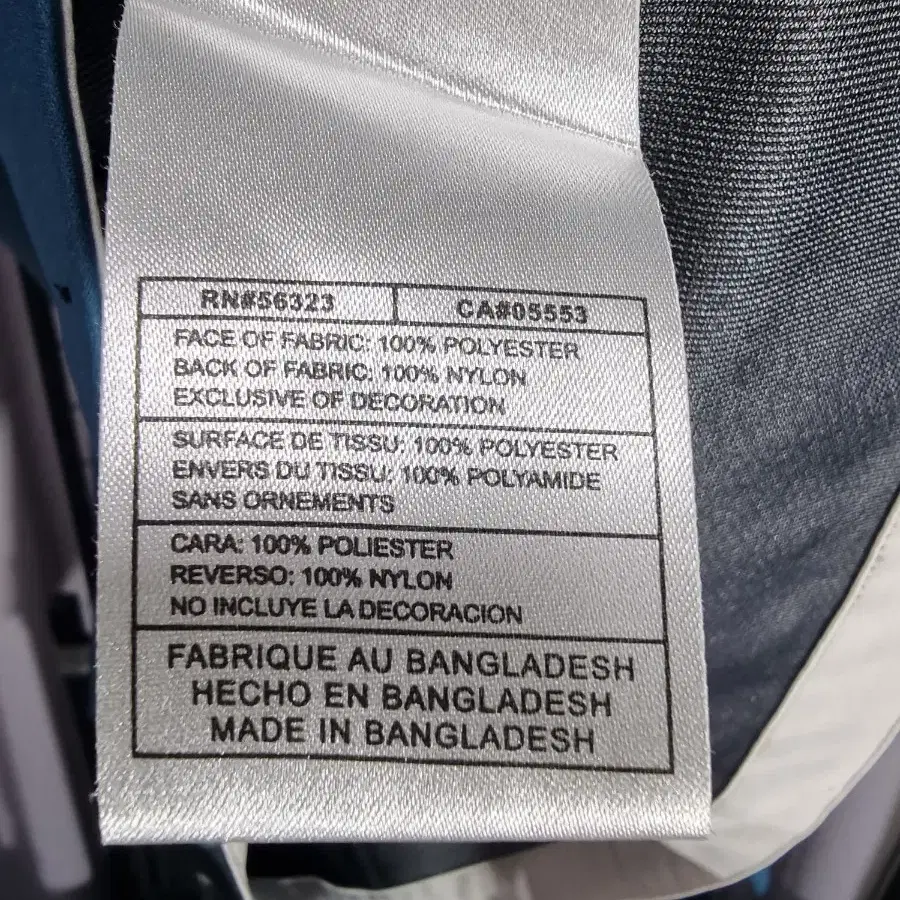 RN#56323 CA#05553
FACE OF FABRIC: 100% POLYESTER
BACK OF FABRIC: 100% NYLON
EXCLUSIVE OF DECORATION
SURFACE DE TISSU: 100% POLYESTER
ENVERS DU TISSU: 100% POLYAMIDE
SANS ORNEMENTS
CARA: 100% POLIESTER
REVERSO: 100% NYLON
NO INCLUYE LA DECORACION
FABRIQUE AU BANGLADESH
HECHO EN BANGLADESH
MADE IN BANGLADESH